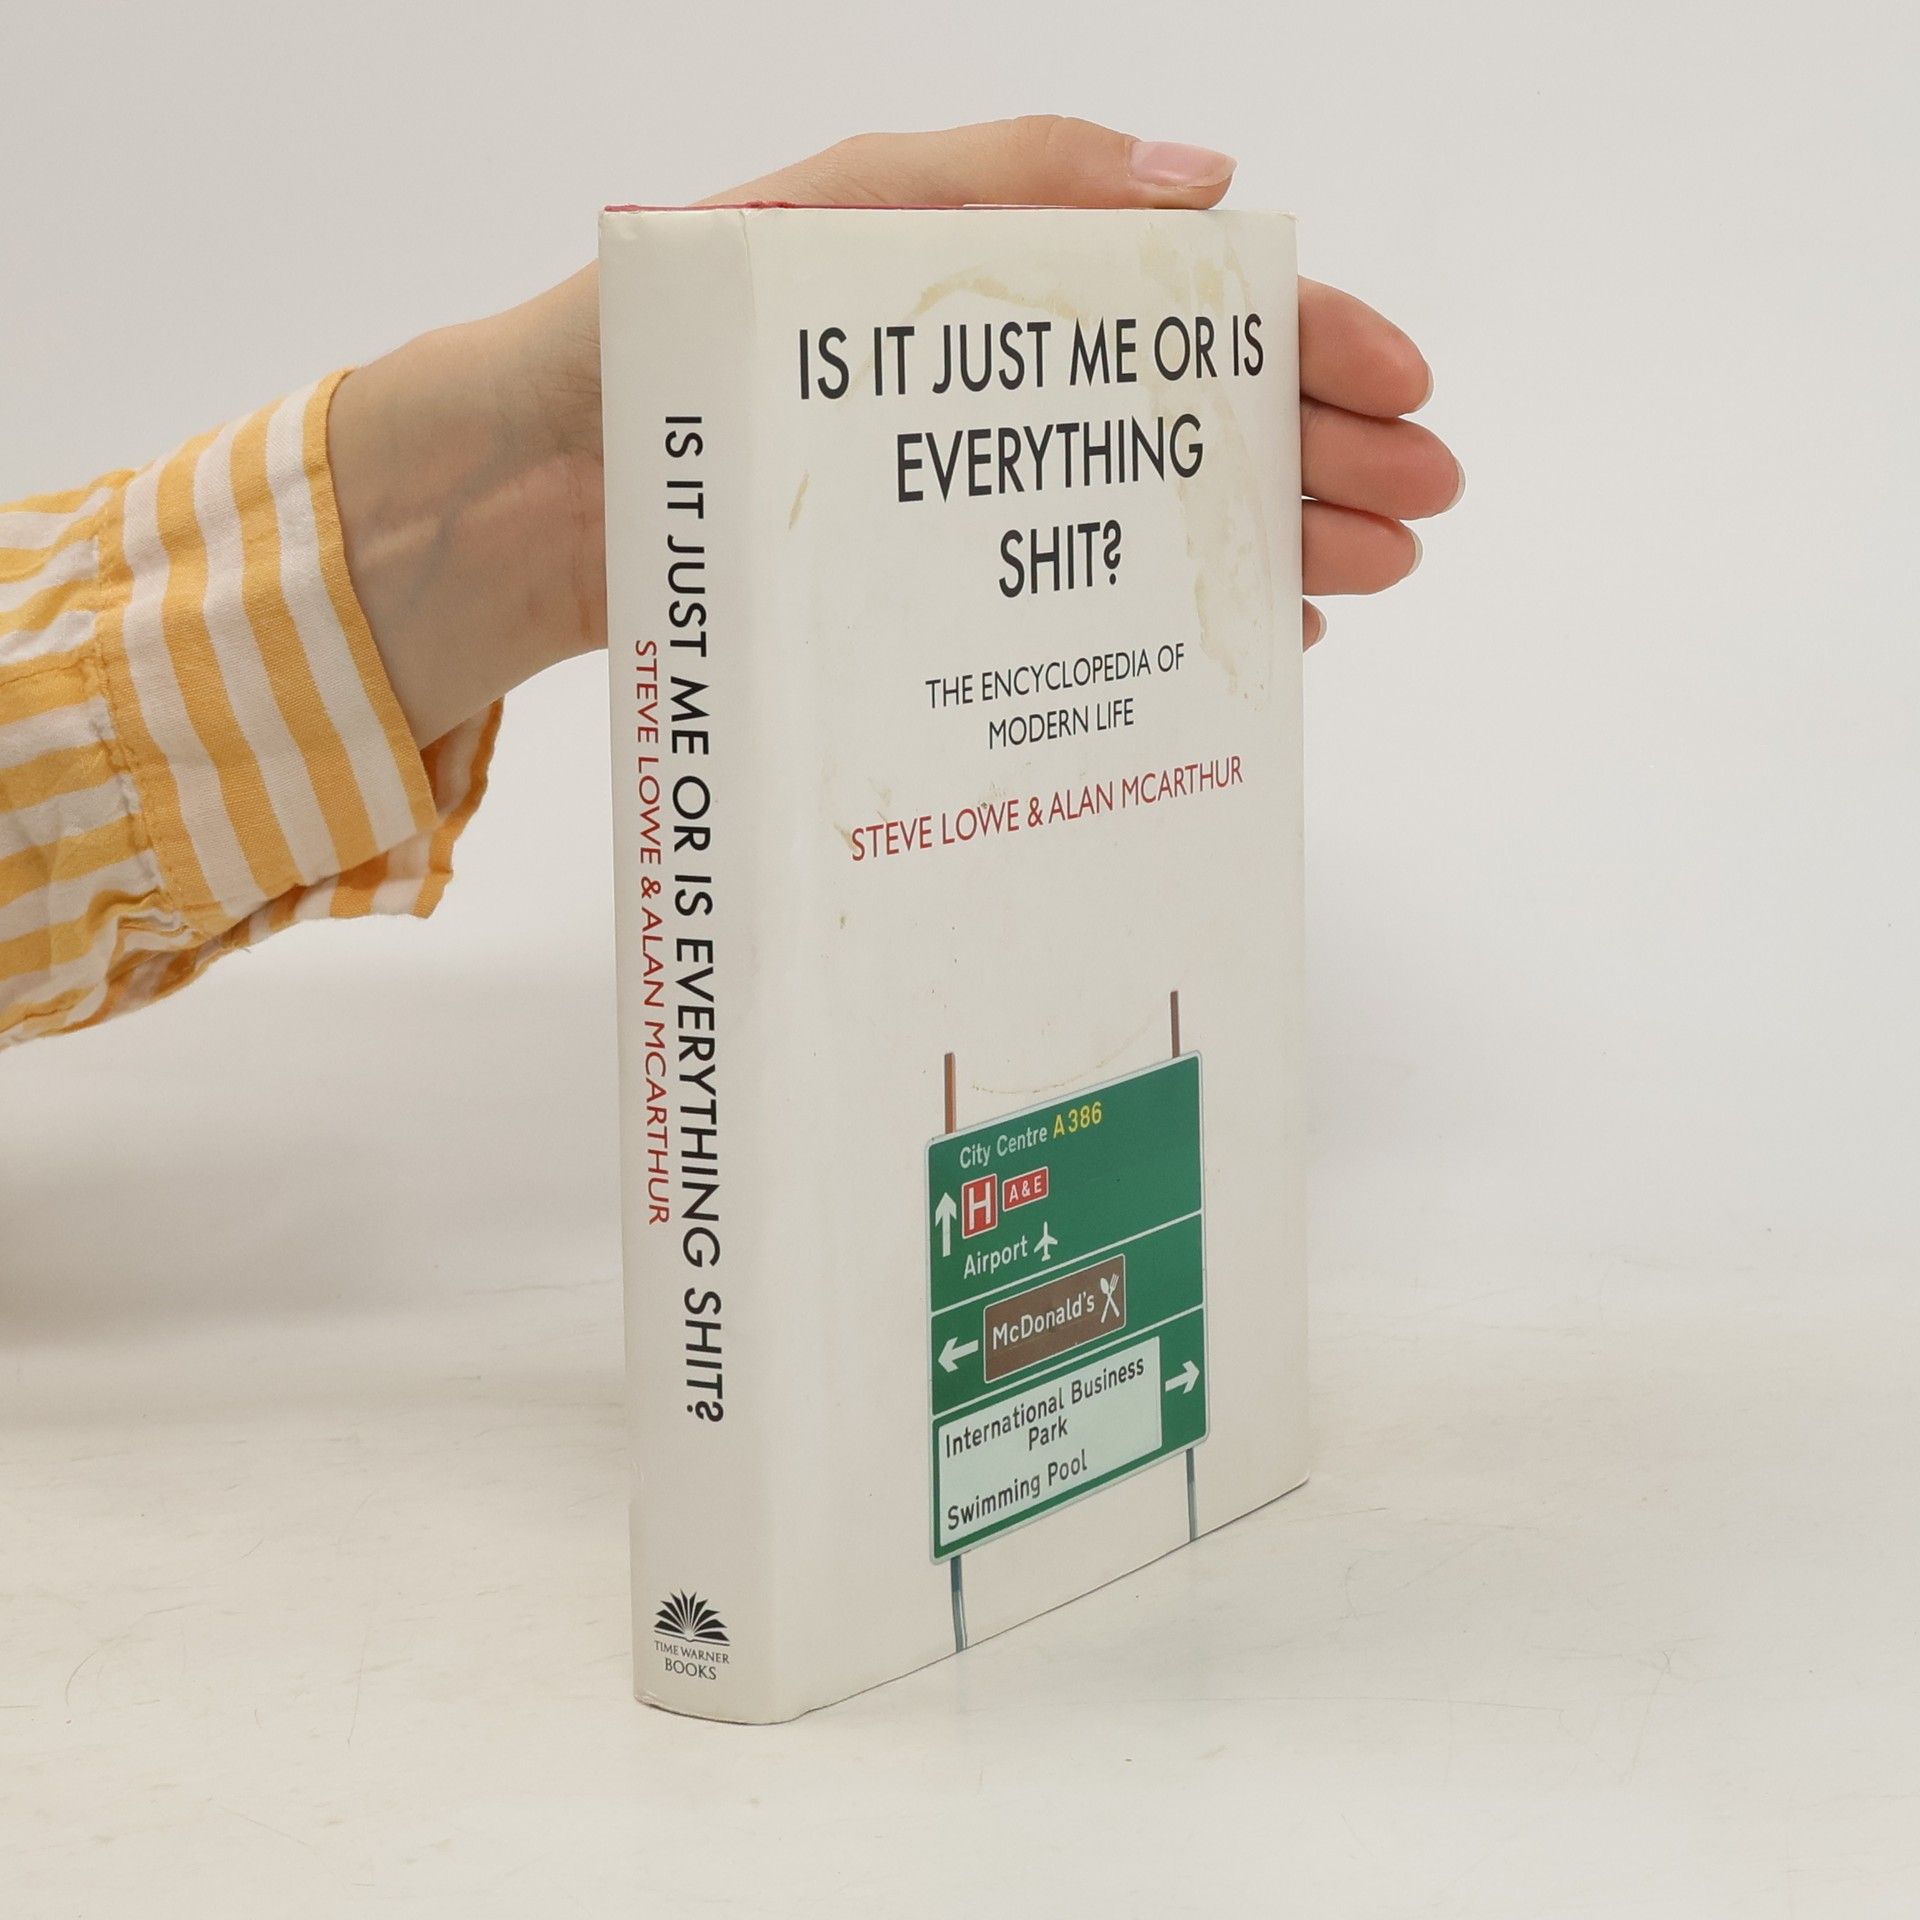 IS IT JUST ME OR IS EVERYTHING SHIT?
STEVE LOWE & ALAN MCARTHUR
TIME WARNER
BOOKS
IS IT JUST ME OR IS
EVERYTHING
SHIT?
THE ENCYCLOPEDIA OF
MODERN LIFE
STEVE LOWE & ALAN MCARTHUR
City Centre A386
H A & E
Airport
McDonald's
International Business
Park
Swimming Pool